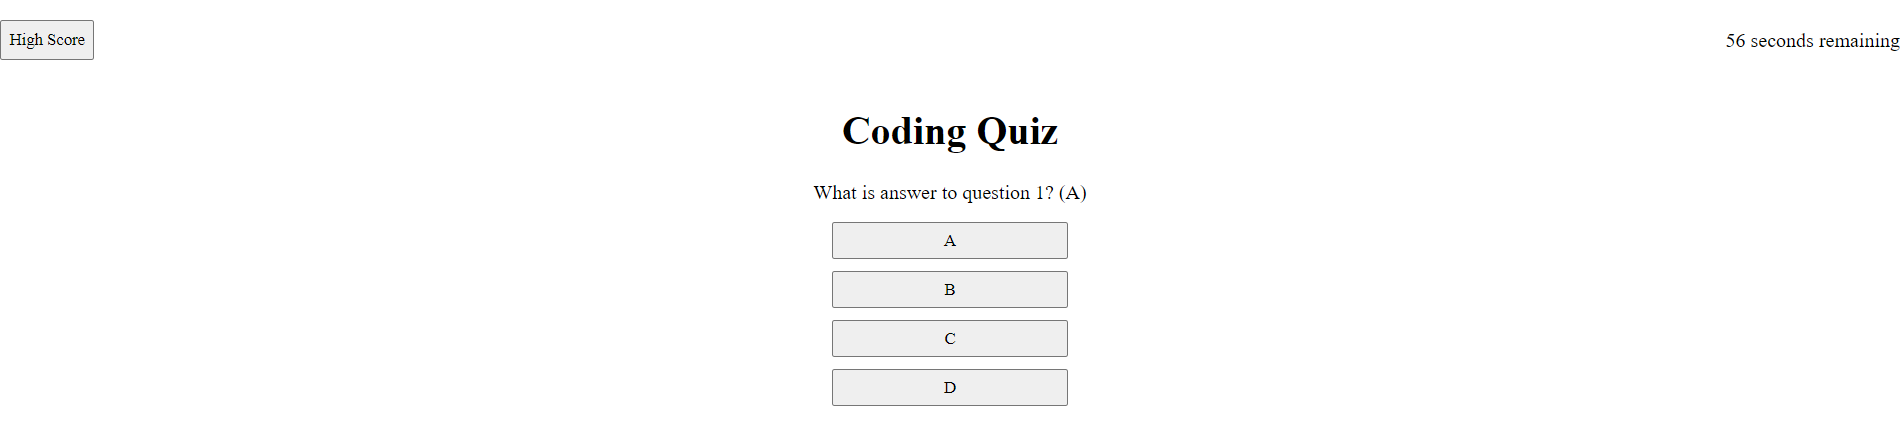 High Score
56 seconds remaining
Coding Quiz
What is answer to question 1? (A)
A
B
C
D